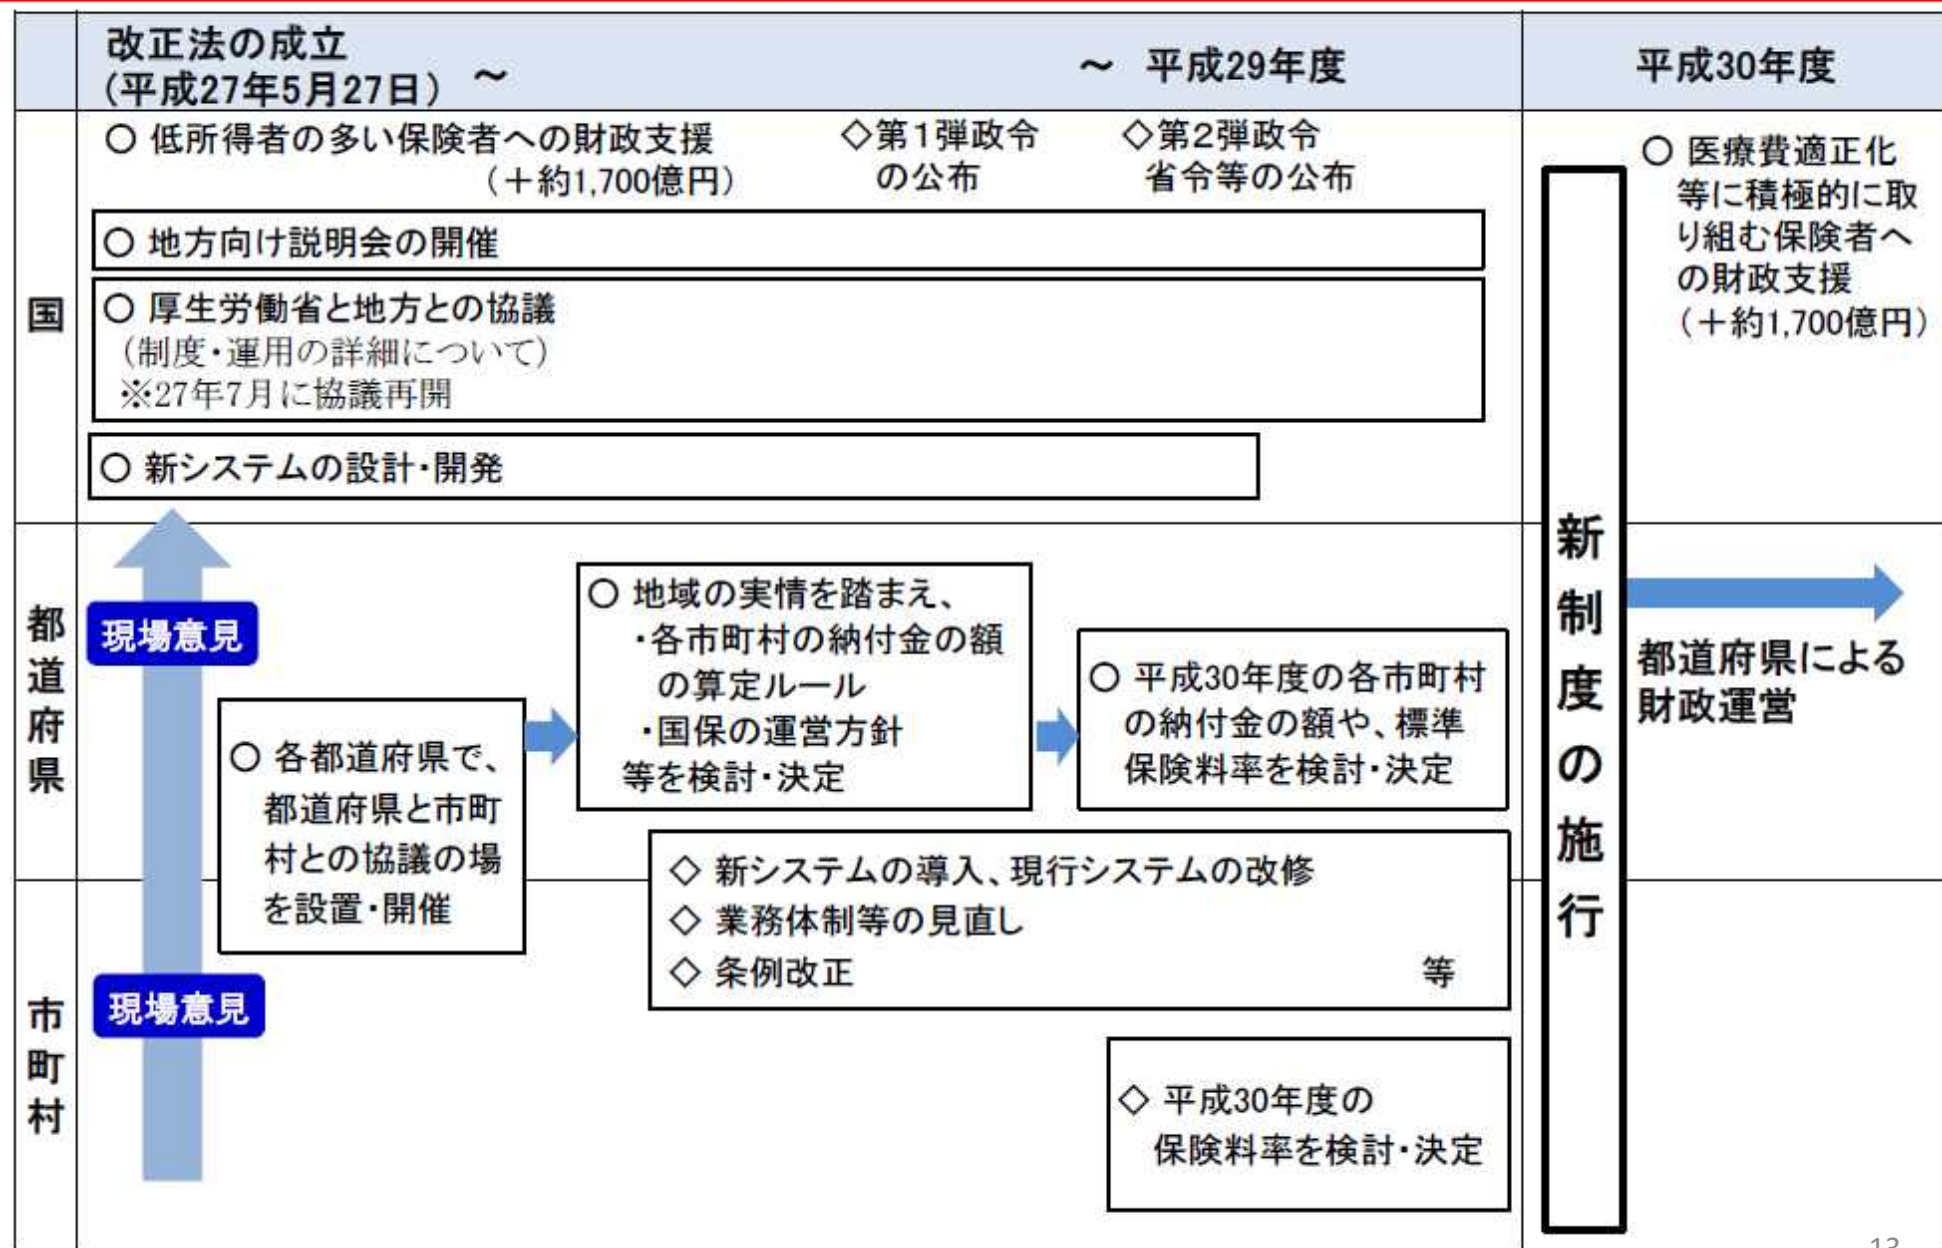 改正法の成立
(平成27年5月27日) ～
～ 平成29年度
平成30年度
国
○ 低所得者の多い保険者への財政支援
(＋約1,700億円)
◇第１弾政令
の公布
◇第２弾政令
省令等の公布
○ 地方向け説明会の開催
○ 厚生労働省と地方との協議
(制度・運用の詳細について)
※27年7月に協議再開
○ 新システムの設計・開発
○ 医療費適正化
等に積極的に取
り組む保険者へ
の財政支援
(＋約1,700億円)
都道府県
現場意見
○ 各都道府県で、
都道府県と市町
村との協議の場
を設置・開催
○ 地域の実情を踏まえ、
・各市町村の納付金の額
の算定ルール
・国保の運営方針
等を検討・決定
○ 平成30年度の各市町村
の納付金の額や、標準
保険料率を検討・決定
◇ 新システムの導入、現行システムの改修
◇ 業務体制等の見直し
◇ 条例改正 等
新制度の施行
都道府県による
財政運営
市町村
現場意見
◇ 平成30年度の
保険料率を検討・決定
13